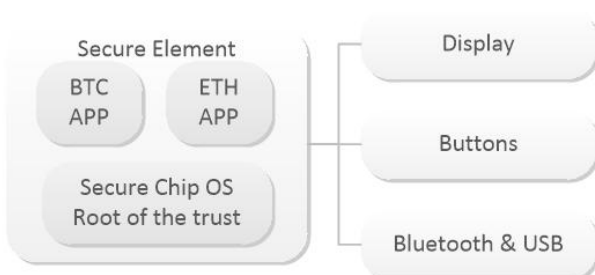 Secure Element
BTC
APP
ETH
APP
Secure Chip OS
Root of the trust
Display
Buttons
Bluetooth & USB